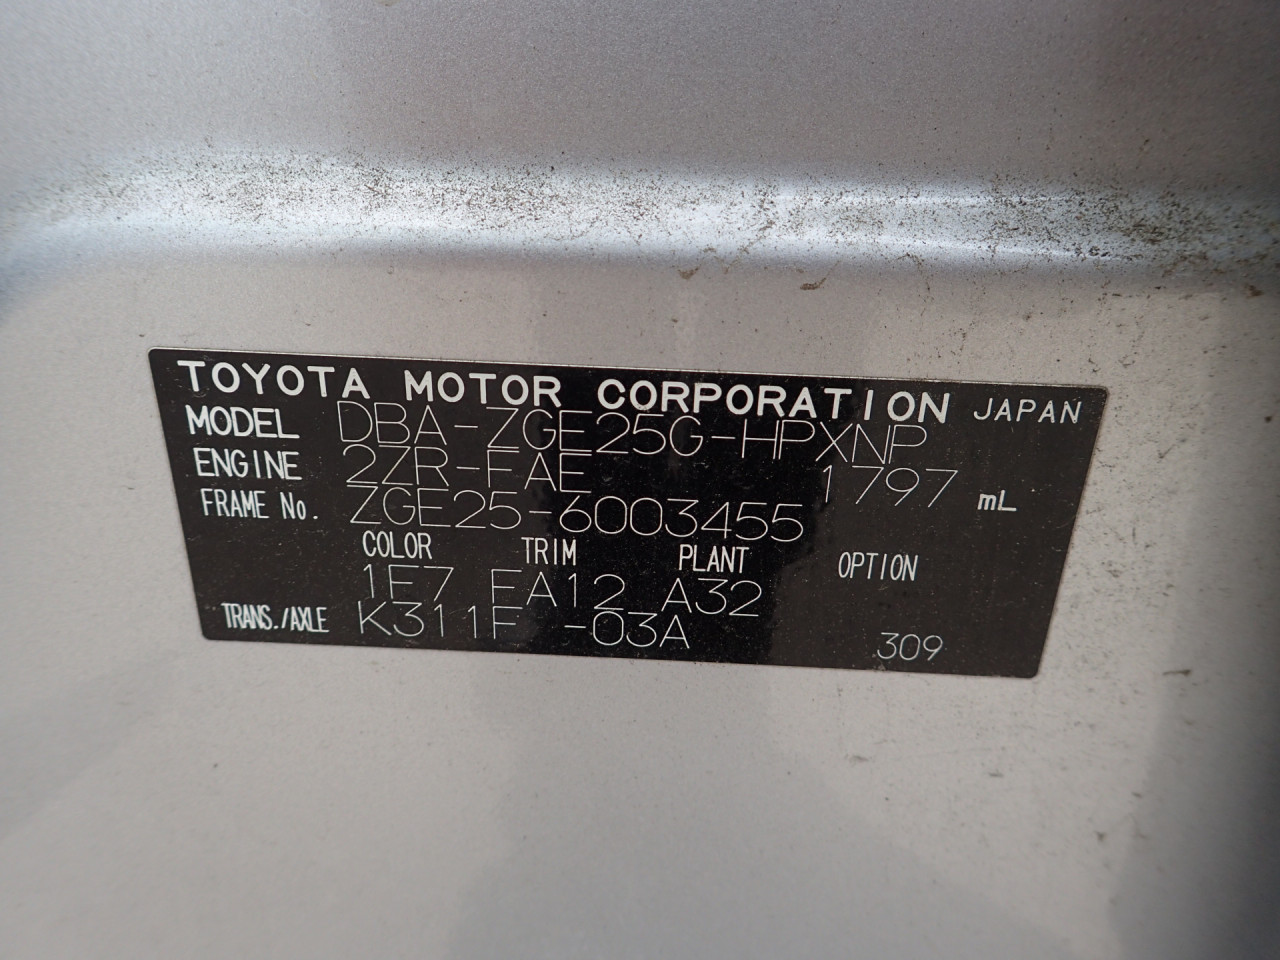 TOYOTA MOTOR CORPORATION JAPAN
MODEL DBA-ZGE25G-HPXNP
ENGINE 2ZR-FAE 1797 mL
FRAME No. ZGE25-6003455
COLOR TRIM PLANT OPTION
1F7 FA12 A32
TRANS./AXLE K311F -03A 309